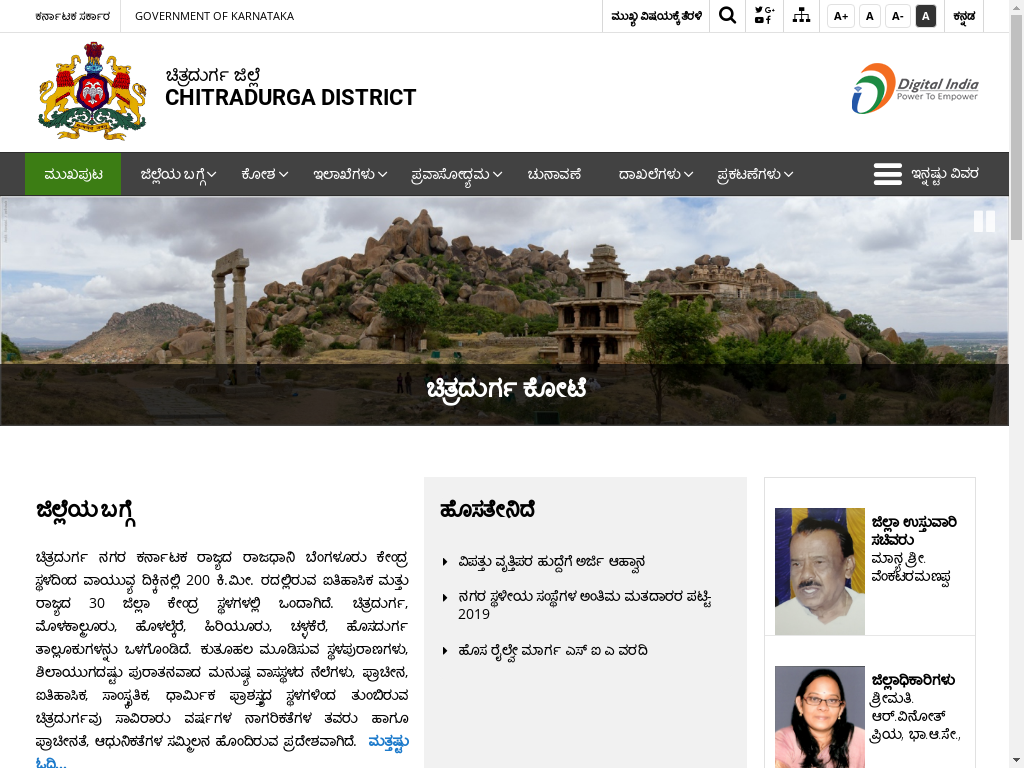 ಕರ್ನಾಟಕ ಸರ್ಕಾರ GOVERNMENT OF KARNATAKA ಮುಖ್ಯ ವಿಷಯಕ್ಕೆ ತೆರಳಿ A+ A A- A ಕನ್ನಡ
ಚಿತ್ರದುರ್ಗ ಜಿಲ್ಲೆ
CHITRADURGA DISTRICT
Digital India
Power To Empower
ಮುಖಪುಟ ಜಿಲ್ಲೆಯ ಬಗ್ಗೆ ಕೋಶ ಇಲಾಖೆಗಳು ಪ್ರವಾಸೋದ್ಯಮ ಚುನಾವಣೆ ದಾಖಲೆಗಳು ಪ್ರಕಟಣೆಗಳು ಇನ್ನಷ್ಟು ವಿವರ
ಚಿತ್ರದುರ್ಗ ಕೋಟೆ
ಜಿಲ್ಲೆಯ ಬಗ್ಗೆ
ಚಿತ್ರದುರ್ಗ ನಗರ ಕರ್ನಾಟಕ ರಾಜ್ಯದ ರಾಜಧಾನಿ ಬೆಂಗಳೂರು ಕೇಂದ್ರ
ಸ್ಥಳದಿಂದ ವಾಯುವ್ಯ ದಿಕ್ಕಿನಲ್ಲಿ 200 ಕಿ.ಮೀ. ರದಲ್ಲಿರುವ ಐತಿಹಾಸಿಕ ಮತ್ತು
ರಾಜ್ಯದ 30 ಜಿಲ್ಲಾ ಕೇಂದ್ರ ಸ್ಥಳಗಳಲ್ಲಿ ಒಂದಾಗಿದೆ. ಚಿತ್ರದುರ್ಗ,
ಮೊಳಕಾಲ್ಮೂರು, ಹೊಳಲ್ಕೆರೆ, ಹಿರಿಯೂರು, ಚಳ್ಳಕೆರೆ, ಹೊಸದುರ್ಗ
ತಾಲ್ಲೂಕುಗಳನ್ನು ಒಳಗೊಂಡಿದೆ. ಕುತೂಹಲ ಮೂಡಿಸುವ ಸ್ಥಳಪುರಾಣಗಳು,
ಶಿಲಾಯುಗದಷ್ಟು ಪುರಾತನವಾದ ಮನುಷ್ಯ ವಾಸಸ್ಥಳದ ನೆಲೆಗಳು, ಪ್ರಾಚೀನ,
ಐತಿಹಾಸಿಕ, ಸಾಂಸ್ಕೃತಿಕ, ಧಾರ್ಮಿಕ ಪ್ರಾಶಸ್ತ್ಯದ ಸ್ಥಳಗಳಿಂದ ತುಂಬಿರುವ
ಚಿತ್ರದುರ್ಗವು ಸಾವಿರಾರು ವರ್ಷಗಳ ನಾಗರಿಕತೆಗಳ ತವರು ಹಾಗೂ
ಪ್ರಾಚೀನತೆ, ಆಧುನಿಕತೆಗಳ ಸಮ್ಮಿಲನ ಹೊಂದಿರುವ ಪ್ರದೇಶವಾಗಿದೆ. ಮತ್ತಷ್ಟು
ಓದಿ...
ಹೊಸತೇನಿದೆ
ವಿಪತ್ತು ವೃತ್ತಿಪರ ಹುದ್ದೆಗೆ ಅರ್ಜಿ ಆಹ್ವಾನ
ನಗರ ಸ್ಥಳೀಯ ಸಂಸ್ಥೆಗಳ ಅಂತಿಮ ಮತದಾರರ ಪಟ್ಟಿ-
2019
ಹೊಸ ರೈಲ್ವೇ ಮಾರ್ಗ ಎಸ್ ಐ ಎ ವರದಿ
ಜಿಲ್ಲಾ ಉಸ್ತುವಾರಿ
ಸಚಿವರು
ಮಾನ್ಯ ಶ್ರೀ.
ವೆಂಕಟರಮಣಪ್ಪ
ಜಿಲ್ಲಾಧಿಕಾರಿಗಳು
ಶ್ರೀಮತಿ.
ಆರ್.ವಿನೋತ್
ಪ್ರಿಯ, ಭಾ.ಆ.ಸೇ.,